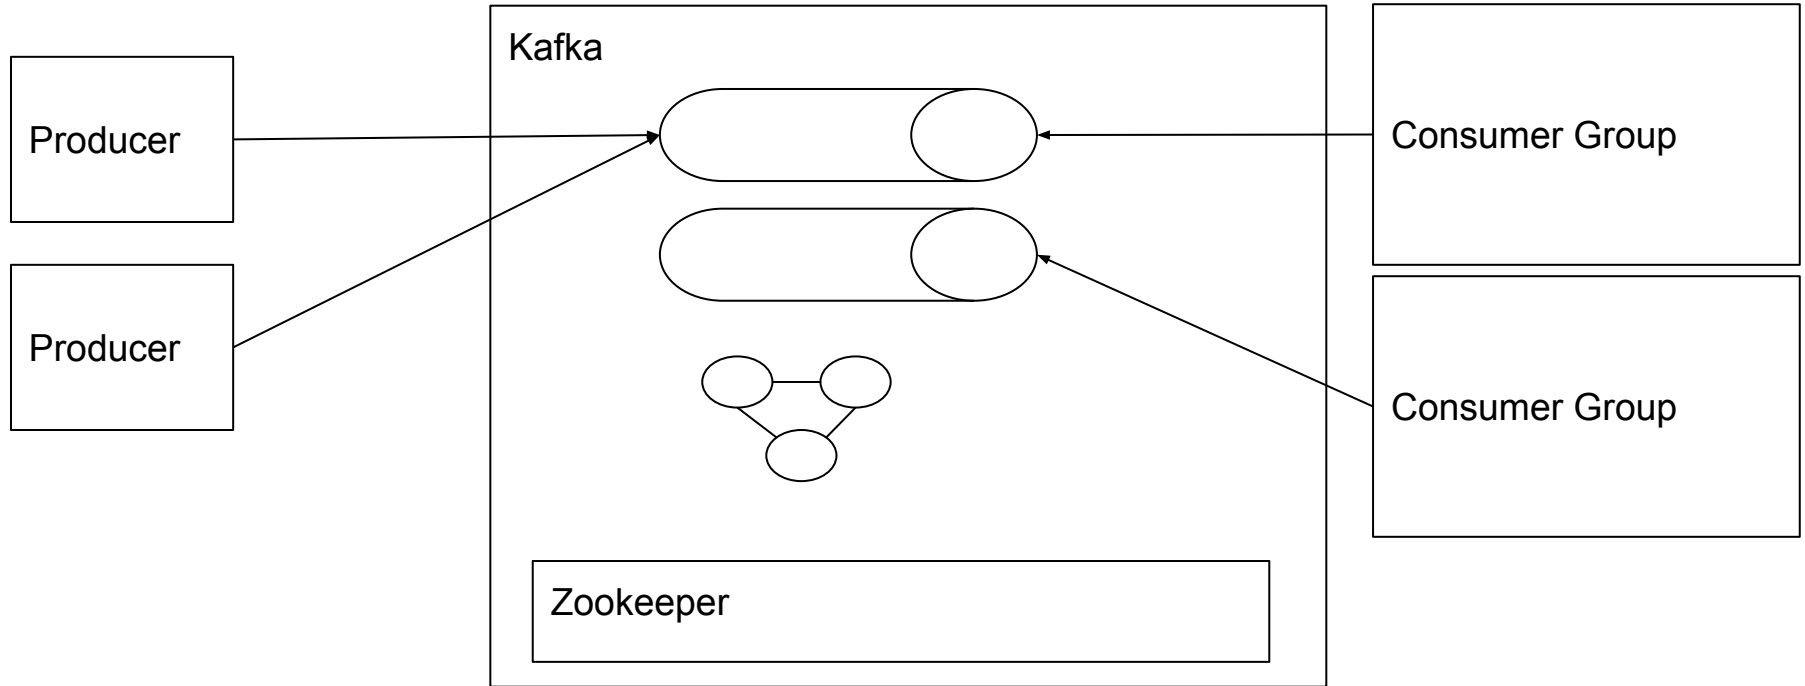 Kafka
Producer
Producer
Consumer Group
Consumer Group
Zookeeper